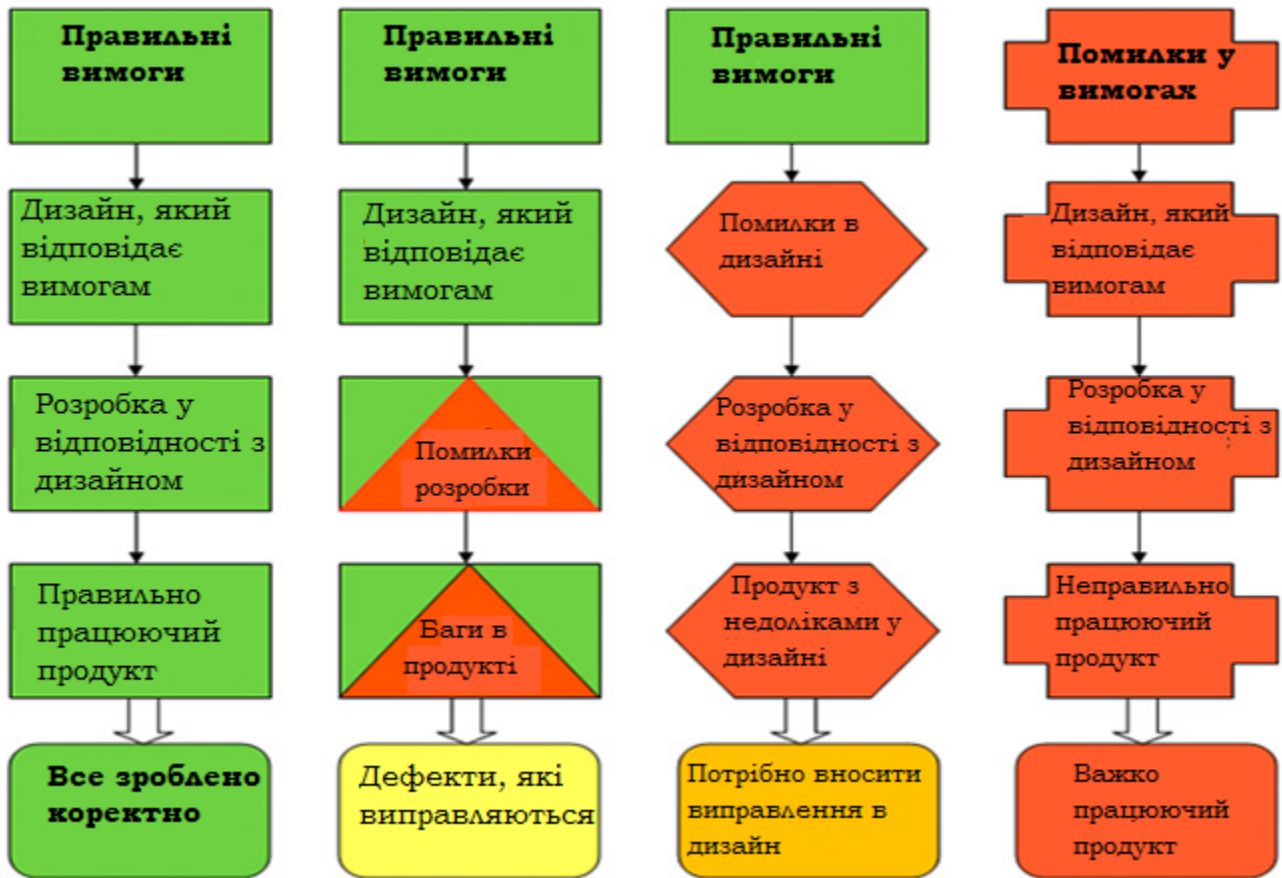 Правильні
вимоги
Дизайн, який
відповідає
вимогам
Розробка у
відповідності з
дизайном
Правильно
працюючий
продукт
Все зроблено
коректно
Правильні
вимоги
Дизайн, який
відповідає
вимогам
Помилки
розробки
Баги в
продукті
Дефекти, які
виправляються
Правильні
вимоги
Помилки в
дизайні
Розробка у
відповідності з
дизайном
Продукт з
недоліками у
дизайні
Потрібно вносити
виправлення в
дизайн
Помилки у
вимогах
Дизайн, який
відповідає
вимогам
Розробка у
відповідності з
дизайном
Неправильно
працюючий
продукт
Важко
працюючий
продукт